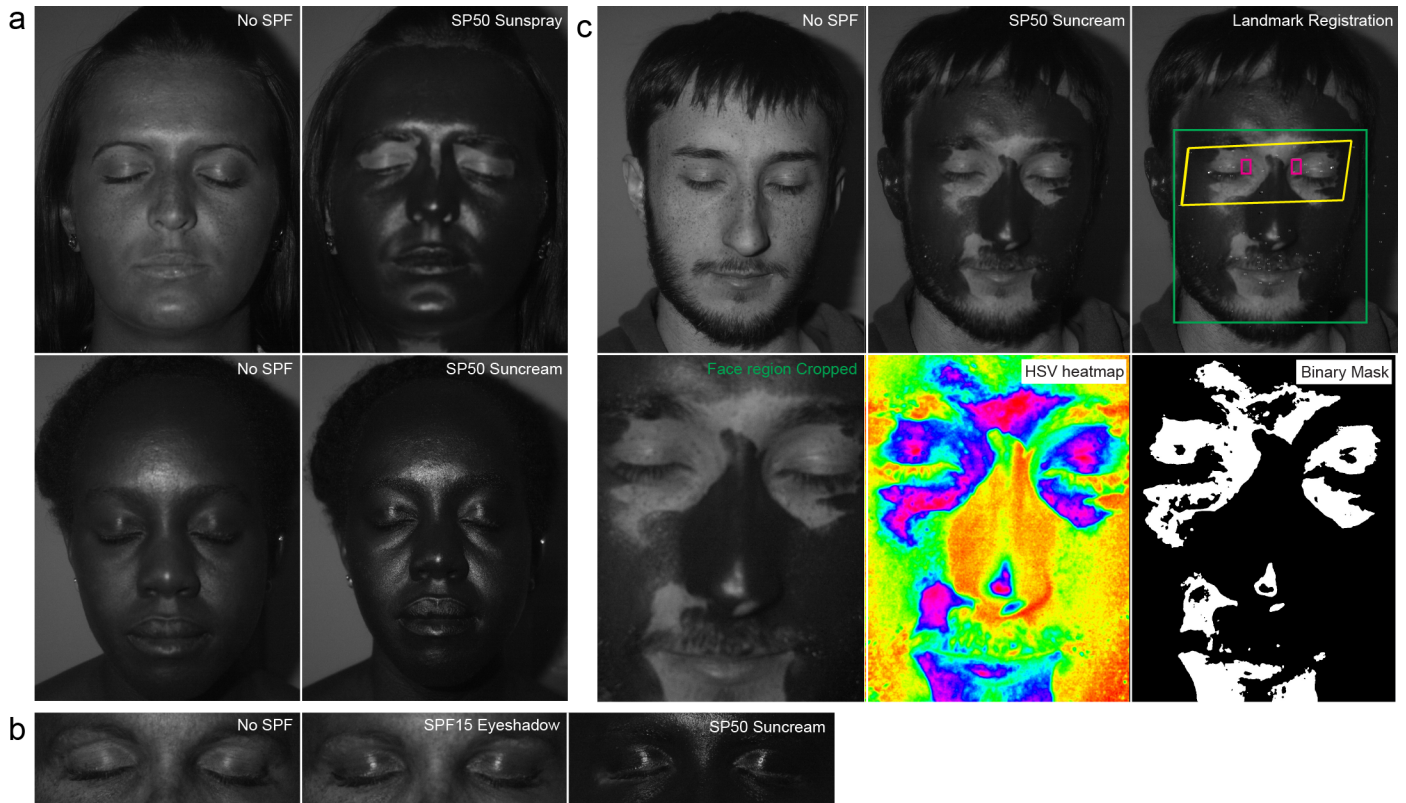 a
No SPF
SP50 Sunspray
No SPF
SP50 Suncream
b
No SPF
SPF15 Eyeshadow
SP50 Suncream
c
No SPF
SP50 Suncream
Landmark Registration
Face region Cropped
HSV heatmap
Binary Mask